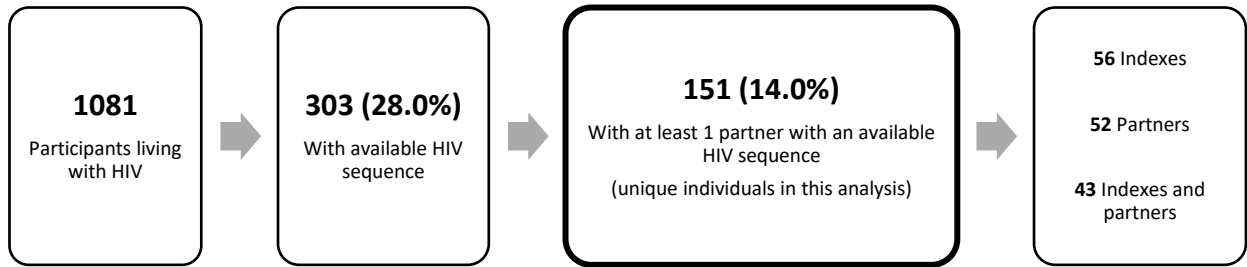 1081
Participants living
with HIV
303 (28.0%)
With available HIV
sequence
151 (14.0%)
With at least 1 partner with an available
HIV sequence
(unique individuals in this analysis)
56 Indexes
52 Partners
43 Indexes and
partners